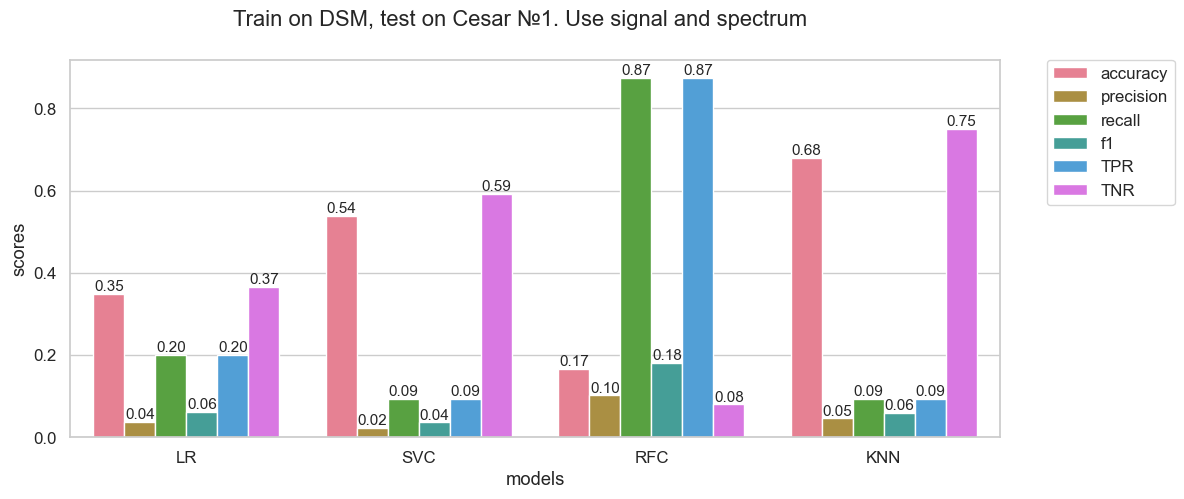 Train on DSM, test on Cesar №1. Use signal and spectrum
accuracy
precision
recall
f1
TPR
TNR
scores
0.8
0.6
0.4
0.2
0.0
0.35
0.04
0.20
0.06
0.20
0.37
0.54
0.02
0.09
0.04
0.09
0.59
0.17
0.10
0.87
0.18
0.87
0.08
0.68
0.05
0.09
0.06
0.09
0.75
LR
SVC
RFC
KNN
models